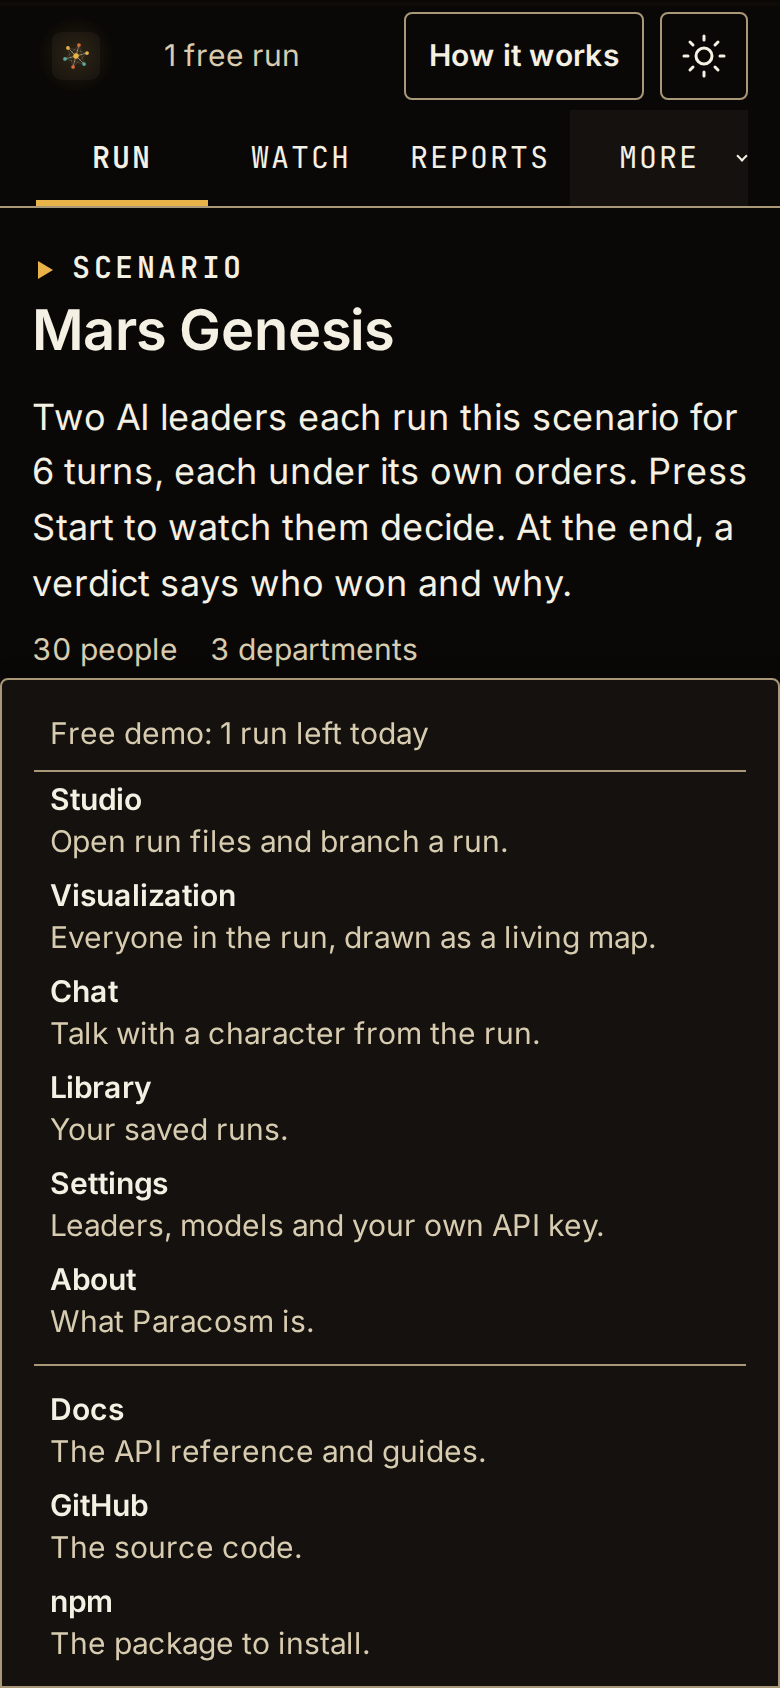 1 free run
How it works
RUN
WATCH
REPORTS
MORE
SCENARIO
Mars Genesis
Two AI leaders each run this scenario for
6 turns, each under its own orders. Press
Start to watch them decide. At the end, a
verdict says who won and why.
30 people 3 departments
Free demo: 1 run left today
Studio
Open run files and branch a run.
Visualization
Everyone in the run, drawn as a living map.
Chat
Talk with a character from the run.
Library
Your saved runs.
Settings
Leaders, models and your own API key.
About
What Paracosm is.
Docs
The API reference and guides.
GitHub
The source code.
npm
The package to install.